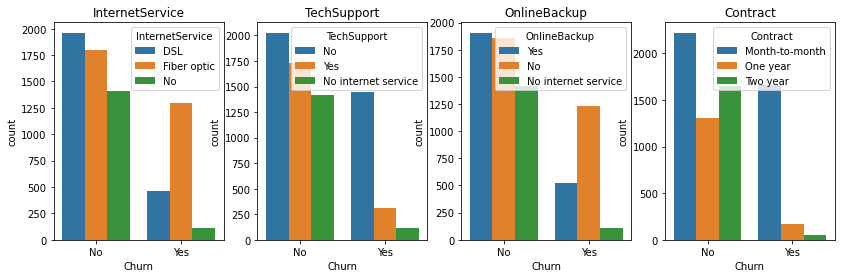 InternetService
2000
1750
1500
1250
1000
750
500
250
0
count
No
Yes
Churn
InternetService
DSL
Fiber optic
No
TechSupport
2000
1750
1500
1250
1000
750
500
250
0
count
No
Yes
Churn
TechSupport
No
Yes
No internet service
OnlineBackup
2000
1750
1500
1250
1000
750
500
250
0
count
No
Yes
Churn
OnlineBackup
Yes
No
No internet service
Contract
2000
1500
1000
500
0
count
No
Yes
Churn
Contract
Month-to-month
One year
Two year